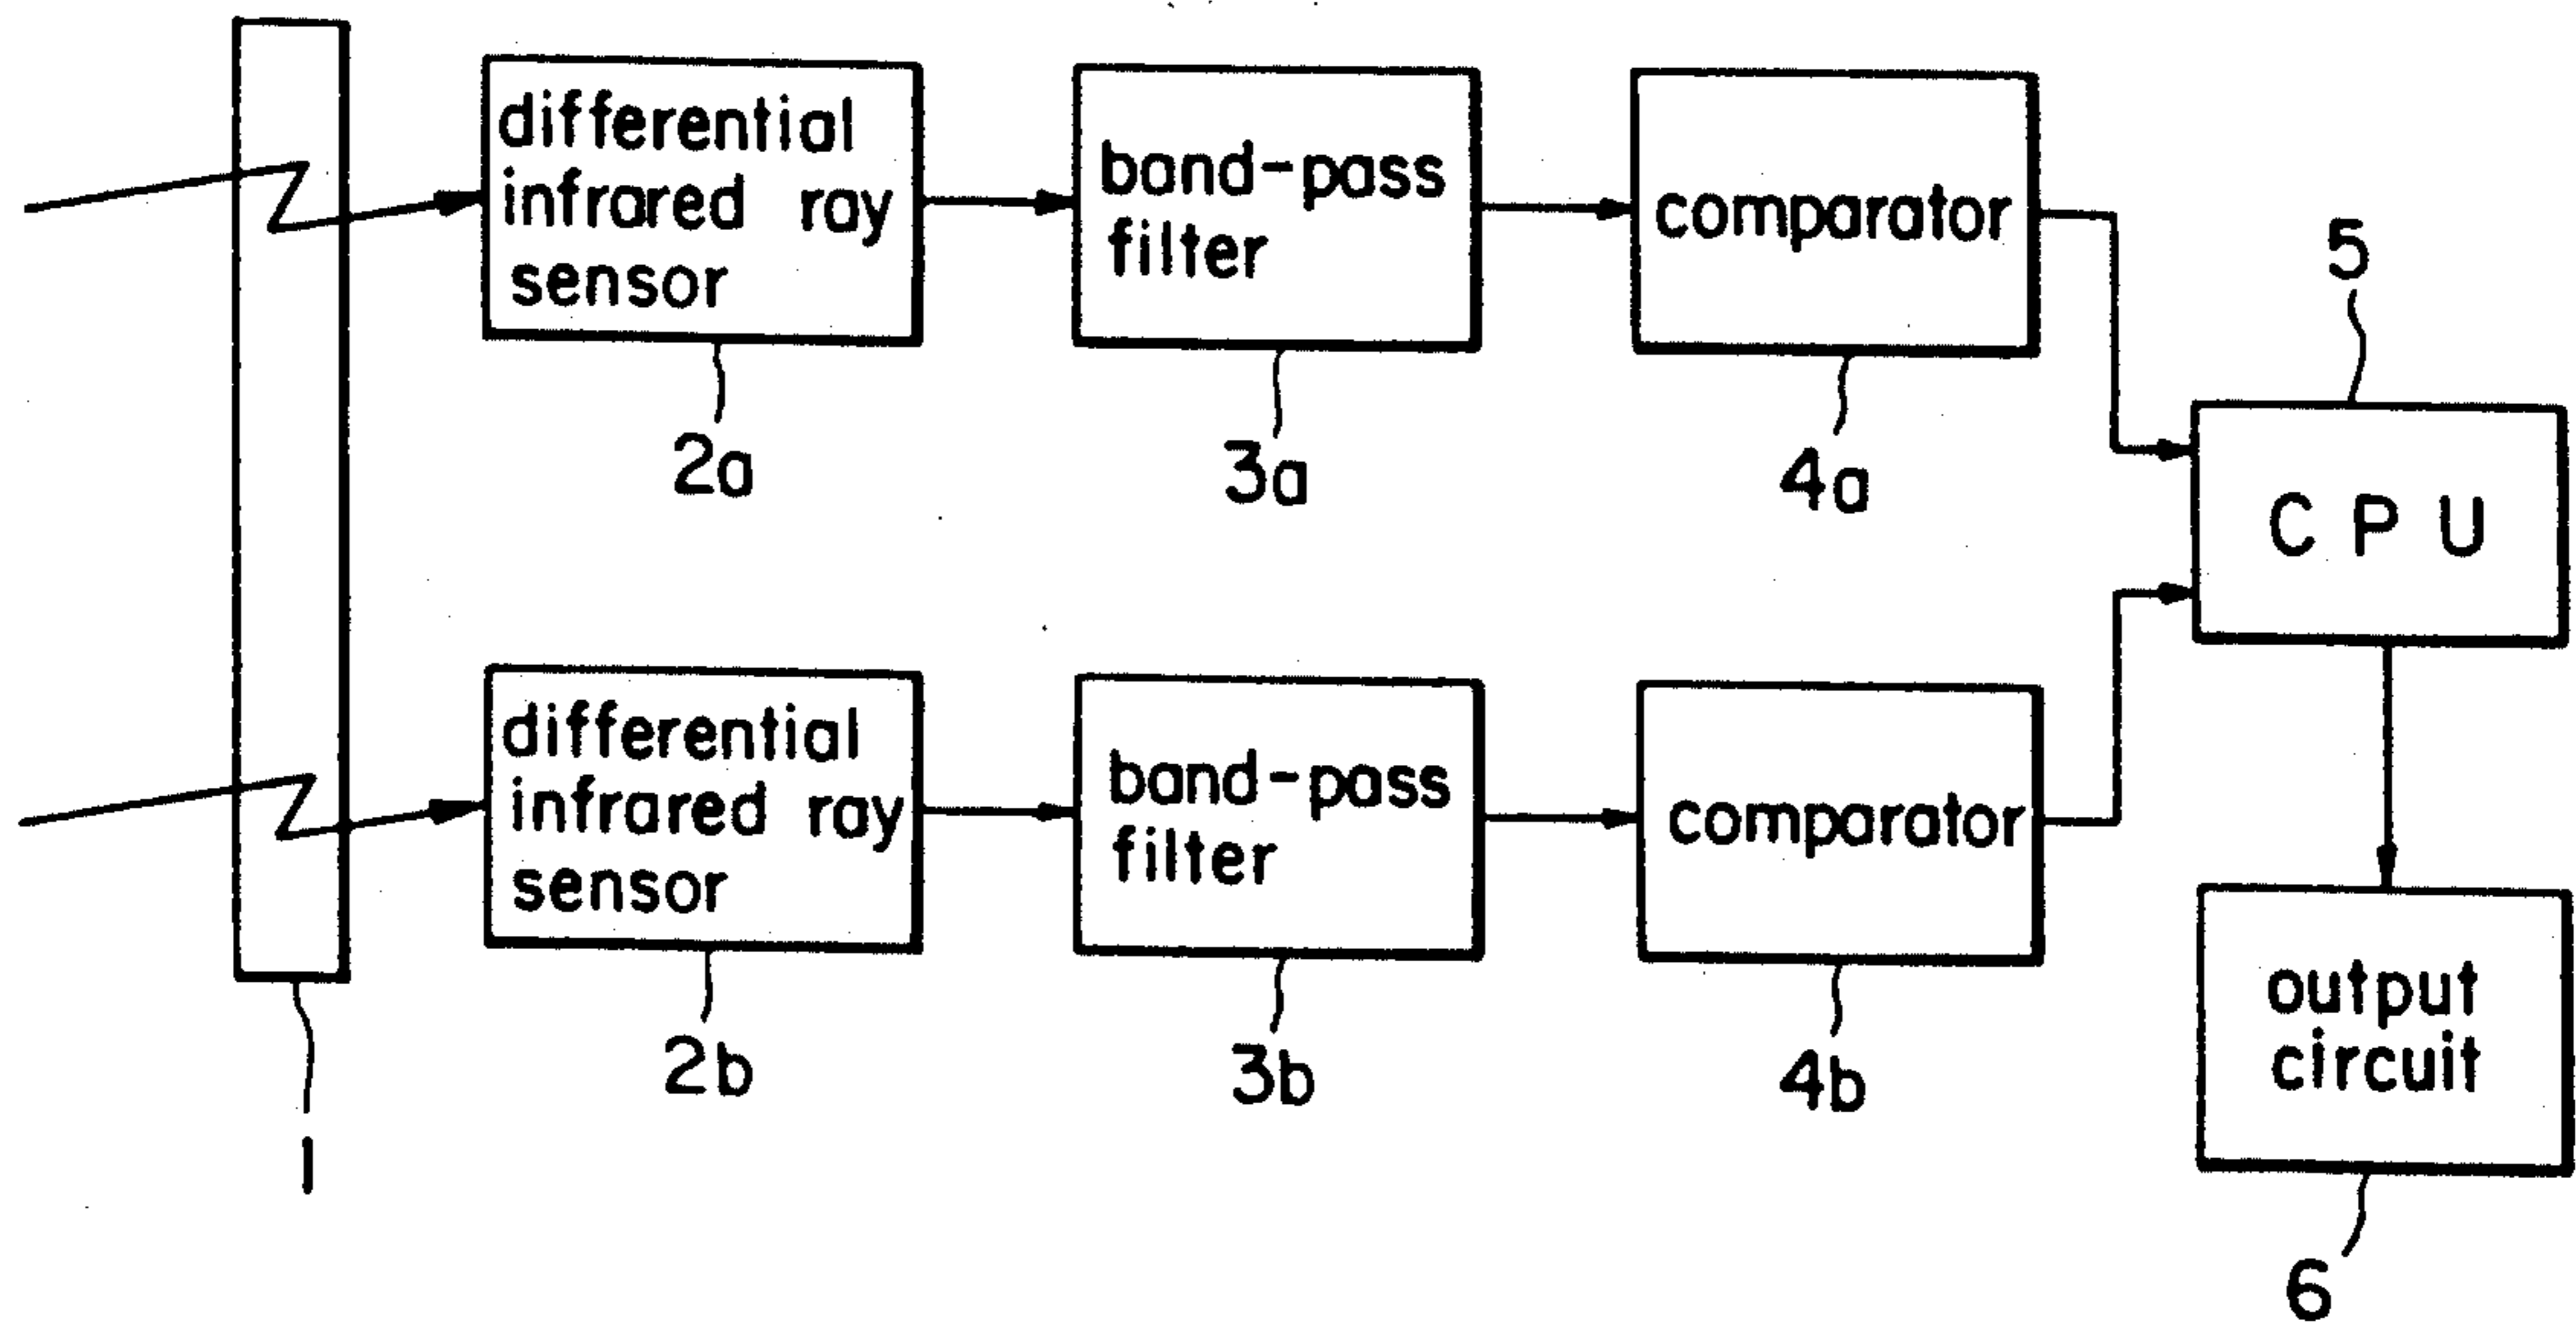 differential
infrared ray
sensor
2a
band-pass
filter
3a
comparator
4a
5
C P U
differential
infrared ray
sensor
2b
band-pass
filter
3b
comparator
4b
output
circuit
6
1